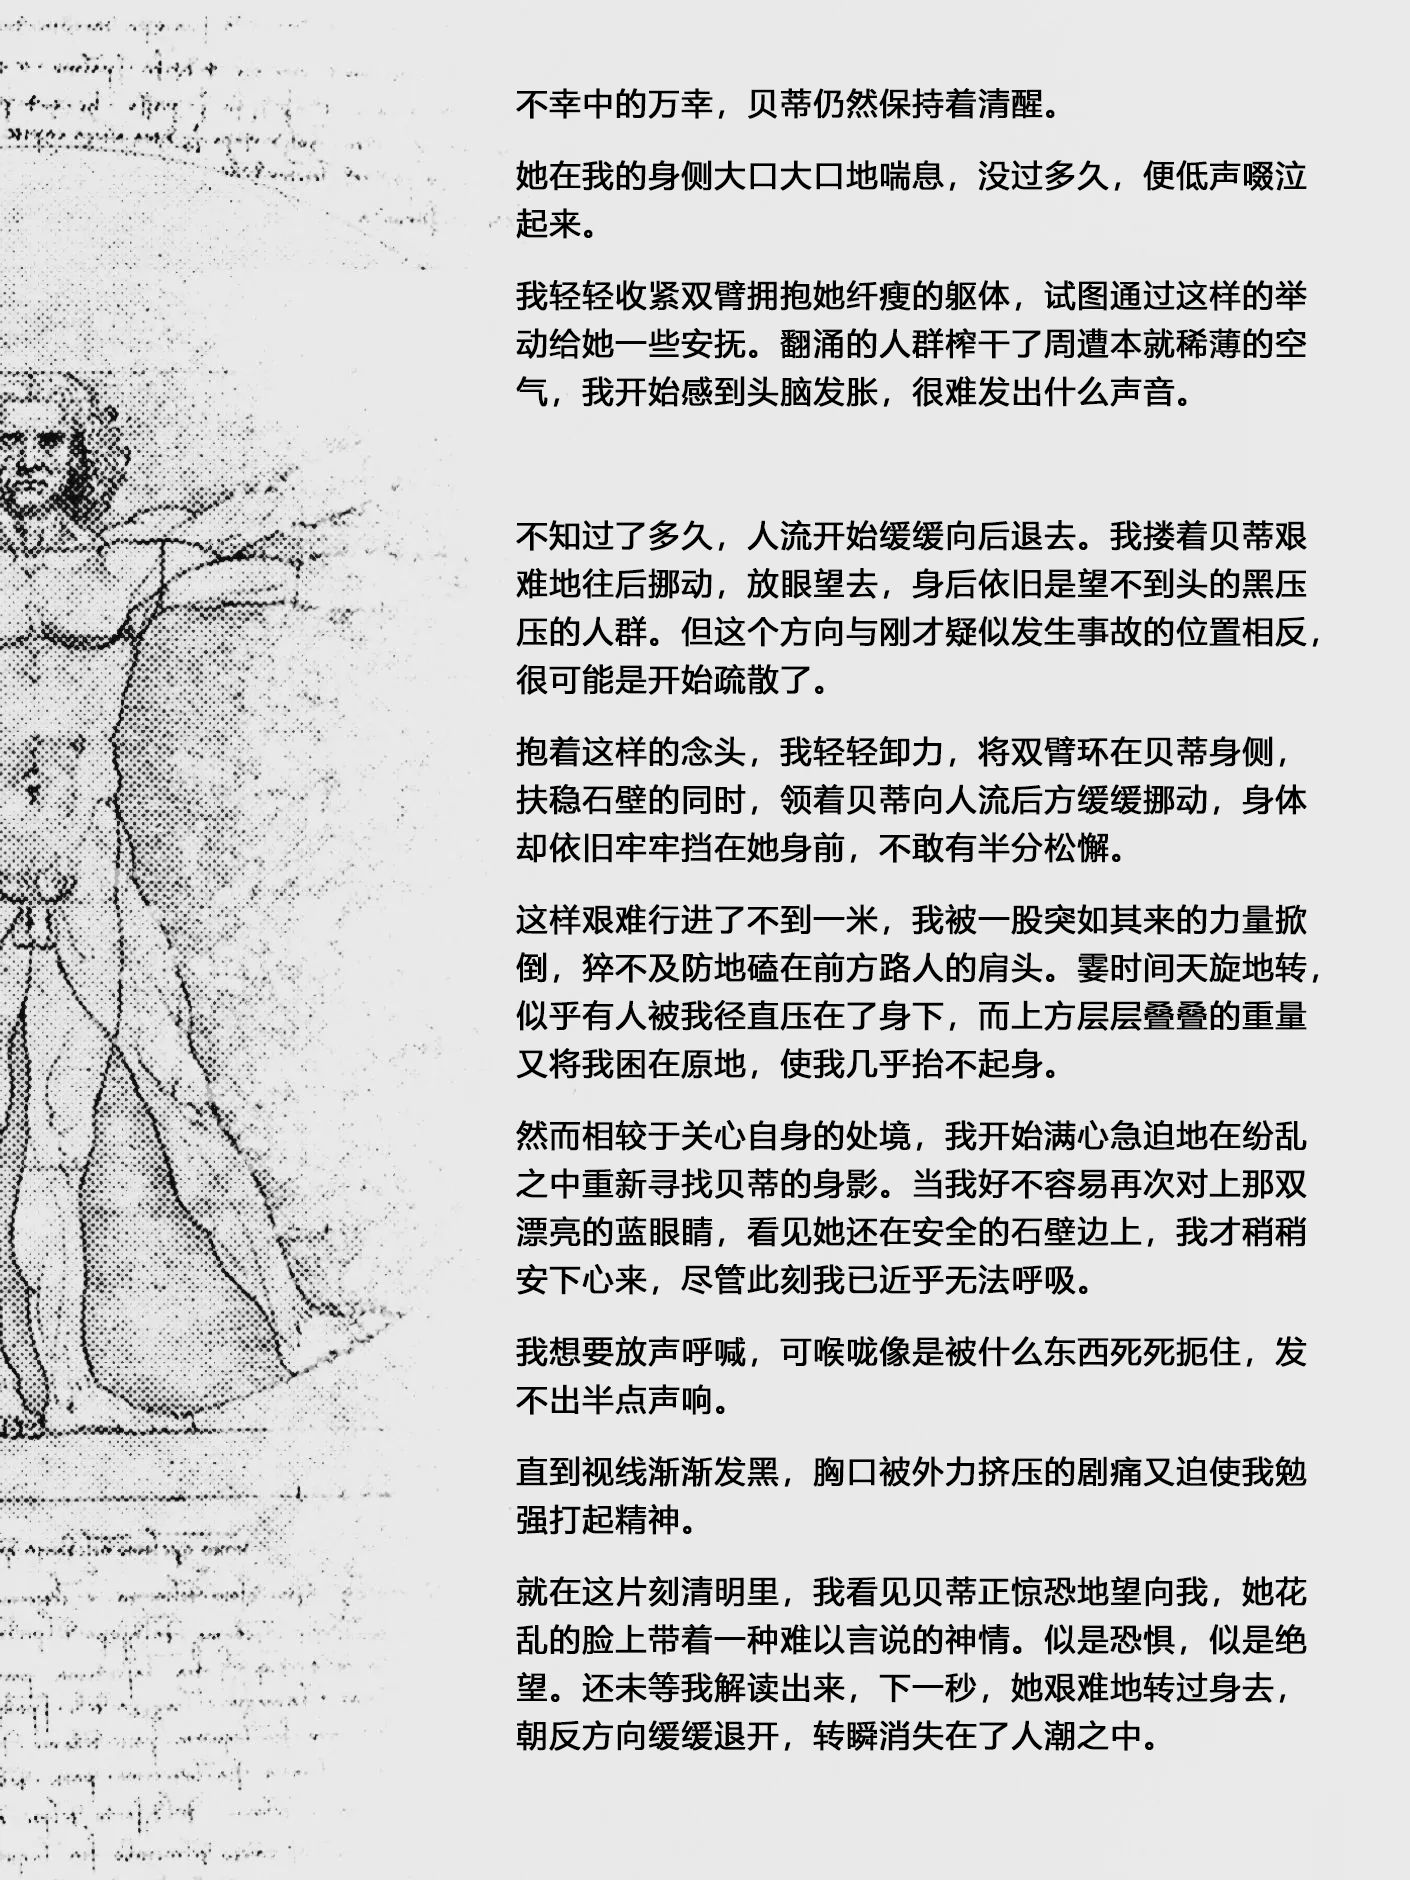 不幸中的万幸，贝蒂仍然保持着清醒。
她在我的身侧大口大口地喘息，没过多久，便低声啜泣
起来。
我轻轻收紧双臂拥抱她纤瘦的躯体，试图通过这样的举
动给她一些安抚。翻涌的人群榨干了周遭本就稀薄的空
气，我开始感到头脑发胀，很难发出什么声音。
不知过了多久，人流开始缓缓向后退去。我搂着贝蒂艰
难地往后挪动，放眼望去，身后依旧是望不到头的黑压
压的人群。但这个方向与刚才疑似发生事故的位置相反，
很可能是开始疏散了。
抱着这样的念头，我轻轻卸力，将双臂环在贝蒂身侧，
扶稳石壁的同时，领着贝蒂向人流后方缓缓挪动，身体
却依旧牢牢挡在她身前，不敢有半分松懈。
这样艰难行进了不到一米，我被一股突如其来的力量掀
倒，猝不及防地磕在前方路人的肩头。霎时间天旋地转，
似乎有人被我径直压在了身下，而上方层层叠叠的重量
又将我困在原地，使我几乎抬不起身。
然而相较于关心自身的处境，我开始满心急迫地在纷乱
之中重新寻找贝蒂的身影。当我好不容易再次对上那双
漂亮的蓝眼睛，看见她还在安全的石壁边上，我才稍稍
安下心来，尽管此刻我已近乎无法呼吸。
我想要放声呼喊，可喉咙像是被什么东西死死扼住，发
不出半点声响。
直到视线渐渐发黑，胸口被外力挤压的剧痛又迫使我勉
强打起精神。
就在这片刻清明里，我看见贝蒂正惊恐地望向我，她花
乱的脸上带着一种难以言说的神情。似是恐惧，似是绝
望。还未等我解读出来，下一秒，她艰难地转过身去，
朝反方向缓缓退开，转瞬消失在了人潮之中。